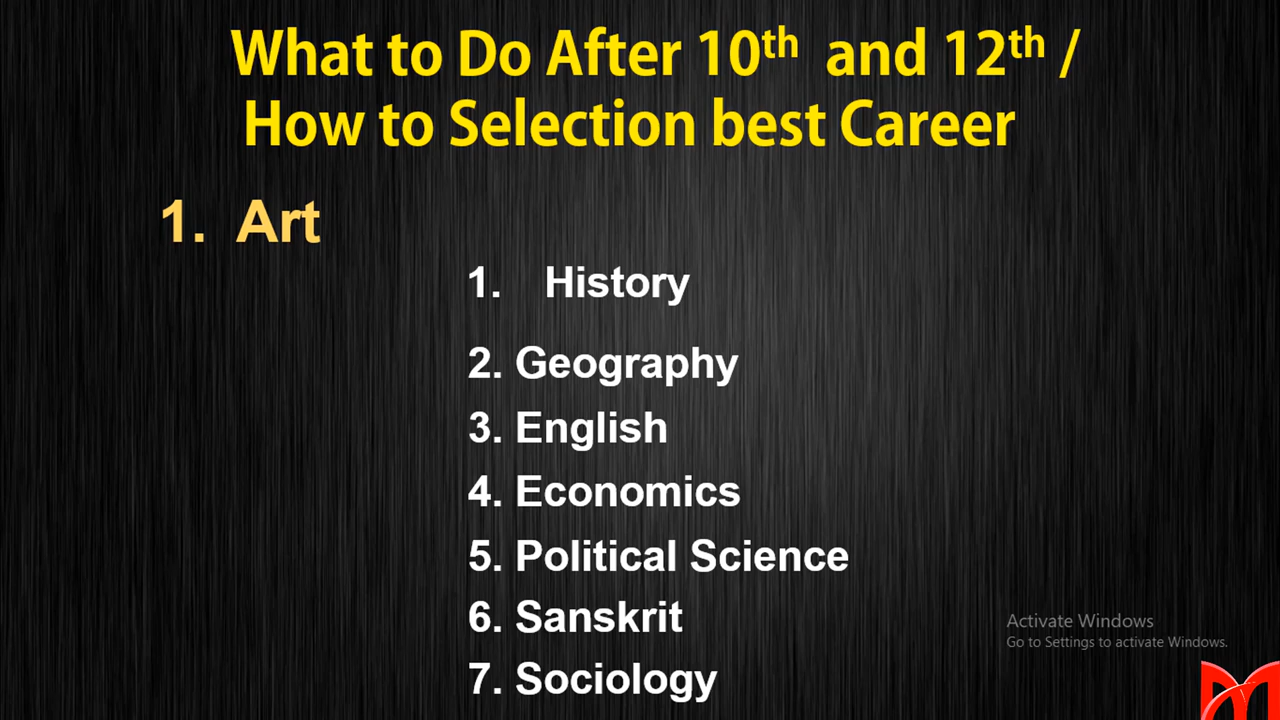 What to Do After 10th and 12th /
How to Selection best Career
1. Art
1. History
2. Geography
3. English
4. Economics
5. Political Science
6. Sanskrit
7. Sociology
Activate Windows
Go to Settings to activate Windows.